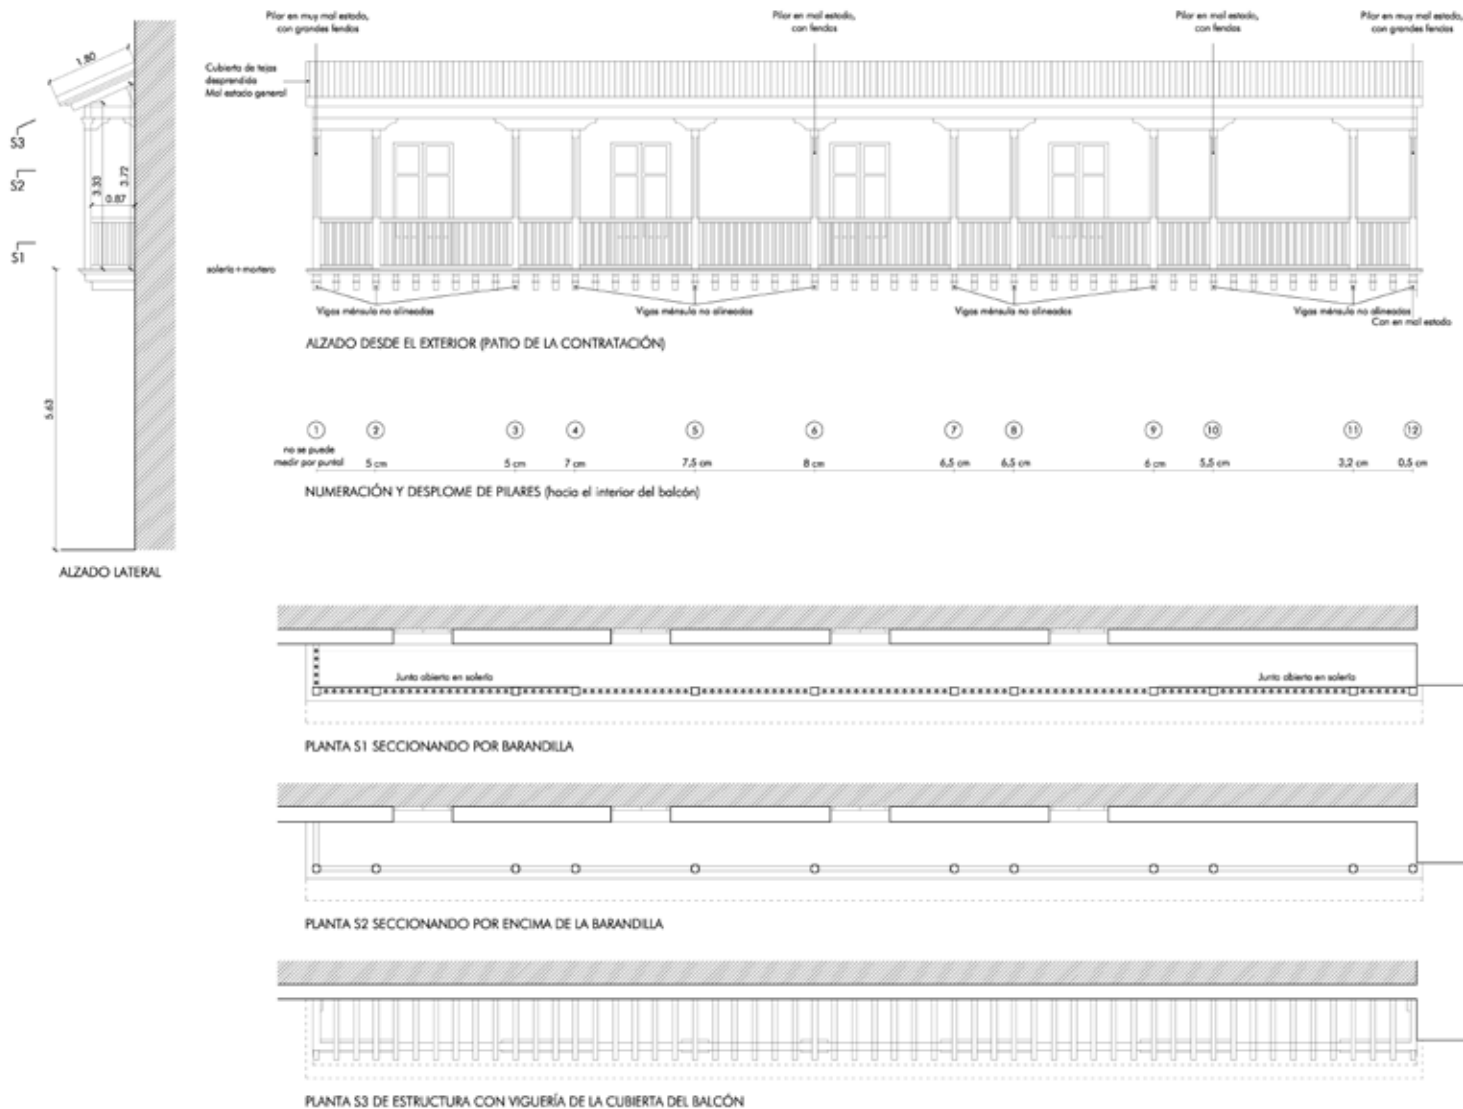 Pilar en muy mal estado,
con grandes fendas
Pilar en mal estado,
con fendas
Pilar en mal estado,
con fendas
Pilar en muy mal estado,
con grandes fendas
Cubierta de tejas
desprendida
Mal estado general
1.80
S3
S2
S1
3.33
3.72
0.87
5.63
solería + mortero
Vigas ménsula no alineadas
Vigas ménsula no alineadas
Vigas ménsula no alineadas
Vigas ménsula no alineadas
Can en mal estado
ALZADO DESDE EL EXTERIOR (PATIO DE LA CONTRATACIÓN)
1 2 3 4 5 6 7 8 9 10 11 12
no se puede
medir por puntal 5 cm 5 cm 7 cm 7,5 cm 8 cm 6,5 cm 6,5 cm 6 cm 5,5 cm 3,2 cm 0,5 cm
NUMERACIÓN Y DESPLOME DE PILARES (hacia el interior del balcón)
ALZADO LATERAL
Junta abierta en solería
Junta abierta en solería
PLANTA S1 SECCIONANDO POR BARANDILLA
PLANTA S2 SECCIONANDO POR ENCIMA DE LA BARANDILLA
PLANTA S3 DE ESTRUCTURA CON VIGUERÍA DE LA CUBIERTA DEL BALCÓN